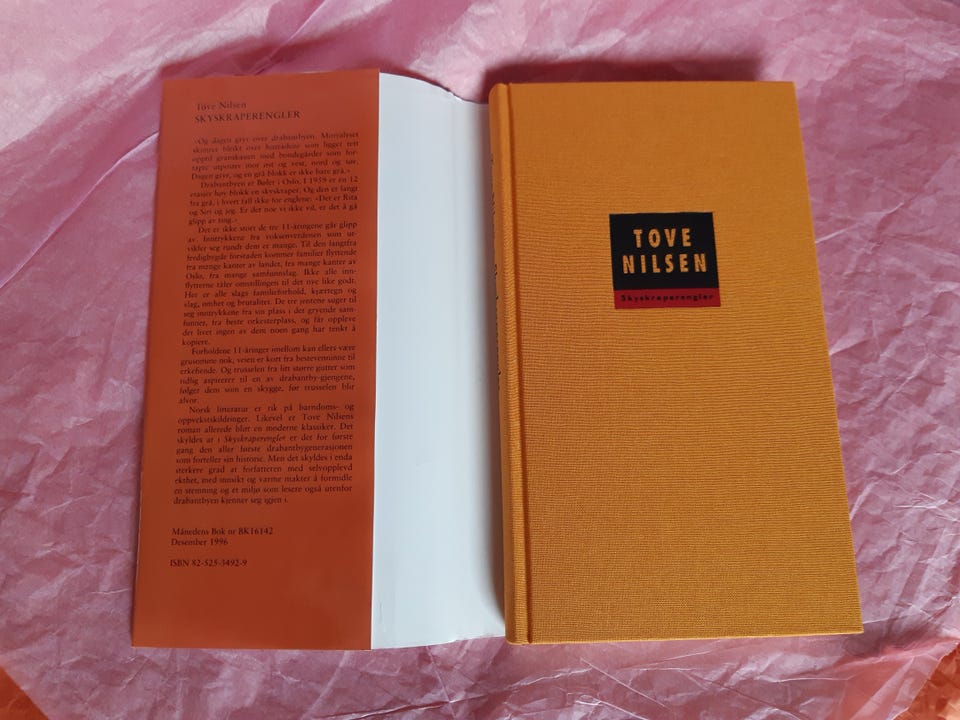 Tove Nilsen
SKYSKRAPERENGLER
«Og dagen gryr over drabantbyen. Morralyset
skinner bleikt over husradene som ligger tett
opptil granskauen med bondegårder som for-
tapte utposter mot øst og vest, nord og sør.
Dagen gryr, og en grå blokk er ikke bare grå.»
Drabantbyen er Bøler i Oslo. I 1959 er en 12
etasjer høy blokk en skyskraper. Og den er langt
fra grå, i hvert fall ikke for englene: «Det er Rita
og Siri og jeg. Er det noe vi ikke vil, er det å gå
glipp av ting.»
Det er ikke stort de tre 11-åringene går glipp
av. Inntrykkene fra voksenverdenen som ut-
vikler seg rundt dem er mange. Til den langtfra
ferdigbygde forstaden kommer familier flyttende
fra mange kanter av landet, fra mange kanter av
Oslo, fra mange samfunnslag. Ikke alle inn-
flytterne tåler omstillingen til det nye like godt.
Her er alle slags familieforhold, kjærtegn og
slag, ømhet og brutalitet. De tre jentene suger til
seg inntrykkene fra sin plass i det gryende sam-
funnet, fra beste orkesterplass, og får oppleve
det livet ingen av dem noen gang har tenkt å
kopiere.
Forholdene 11-åringer imellom kan ellers være
grusomme nok, veien er kort fra bestevenninne til
erkefiende. Og trusselen fra litt større gutter som
ridlig aspirerer til en av drabantby-gjengene,
følger dem som en skygge, før trusselen blir
alvor.
Norsk litteratur er rik på barndoms- og
oppvekstskildringer. Likevel er Tove Nilsens
roman allerede blitt en moderne klassiker. Det
skyldes at i Skyskraperengler er det for første
gang den aller første drabantbygenerasjonen
som forteller sin historie. Men det skyldes i enda
sterkere grad at forfatteren med selvopplevd
ekthet, med innsikt og varme makter å formidle
en stemning og et miljø som lesere også utenfor
drabantbyen kjenner seg igjen i.
Månedens Bok nr BK16142
Desember 1996
ISBN 82-525-3492-9
TOVE
NILSEN
Skyskraperengler